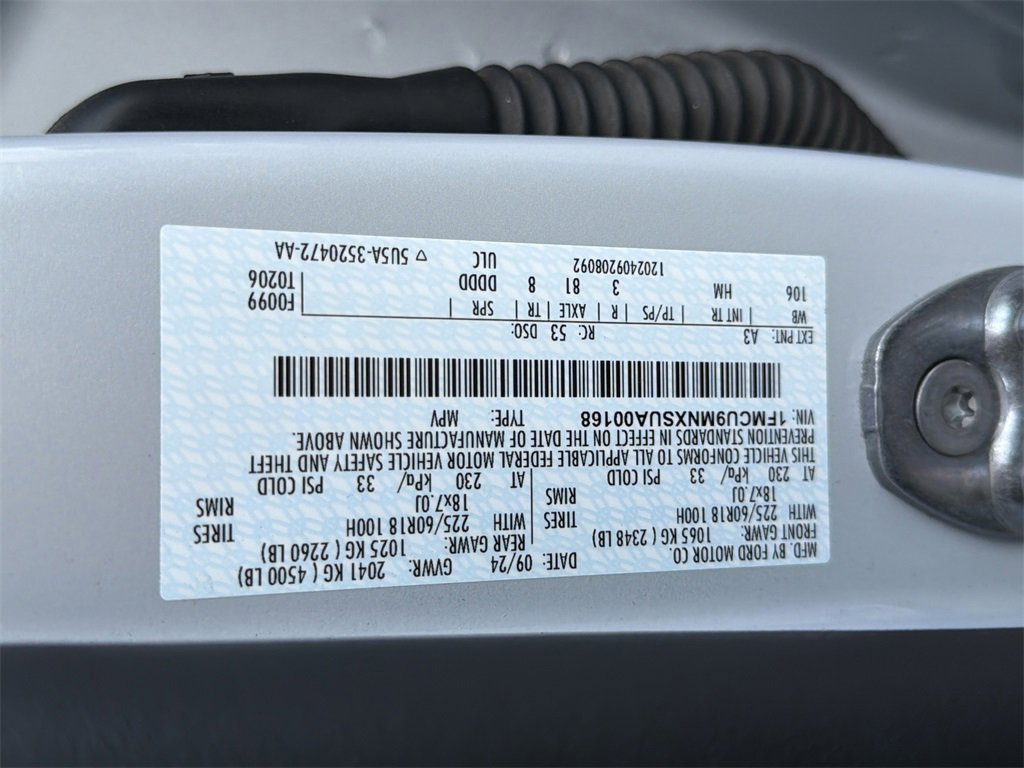 MFD. BY FORD MOTOR CO.
DATE: 09/24 GVWR: 2041 KG ( 4500 LB)
FRONT GAWR: 1065 KG ( 2348 LB) REAR GAWR: 1025 KG ( 2260 LB)
WITH 225/60R18 100H TIRES WITH 225/60R18 100H TIRES
18x7.0J RIMS 18x7.0J RIMS
AT 230 kPa/ 33 PSI COLD AT 230 kPa/ 33 PSI COLD
THIS VEHICLE CONFORMS TO ALL APPLICABLE FEDERAL MOTOR VEHICLE SAFETY AND THEFT
PREVENTION STANDARDS IN EFFECT ON THE DATE OF MANUFACTURE SHOWN ABOVE.
VIN: 1FMCU9MNXSUA00168 TYPE: MPV
EXT PNT: A3 RC: 53 DSO:
WB | INT TR | TP/PS | R | AXLE | TR | SPR F0099
106 HM 3 81 8 DDDD T0206
1202409208092 ULC ▽ 5U5A-3520472-AA